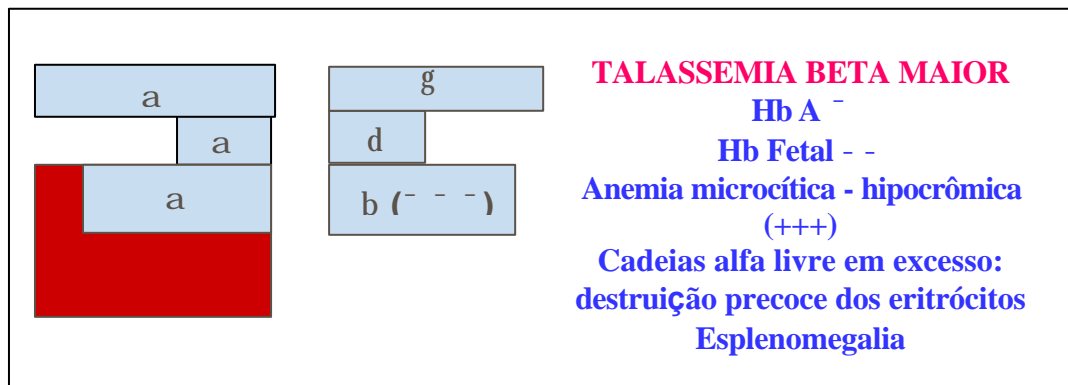 a
a
a
g
d
b (¯ ¯ ¯)
TALASSEMIA BETA MAIOR
Hb A ¯
Hb Fetal - -
Anemia microcítica - hipocrômica
(+++)
Cadeias alfa livre em excesso:
destruição precoce dos eritrócitos
Esplenomegalia